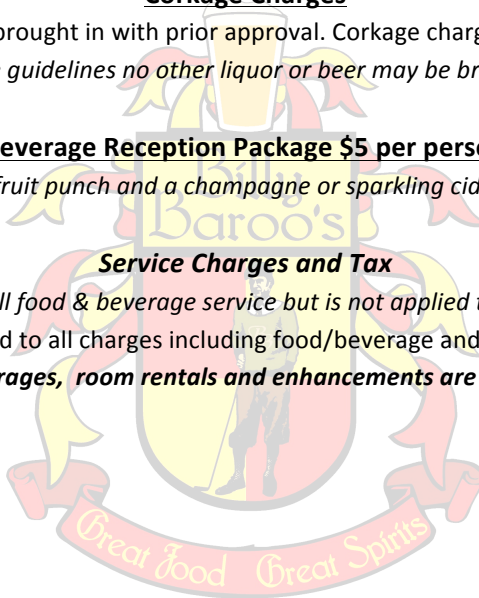 Corkage Charges
brought in with prior approval. Corkage charg
guidelines no other liquor or beer may be br
everage Reception Package $5 per perso
fruit punch and a champagne or sparkling cid
Billy
Baroo's
Service Charges and Tax
ll food & beverage service but is not applied t
d to all charges including food/beverage and
rages, room rentals and enhancements are
Great Food Great Spirits